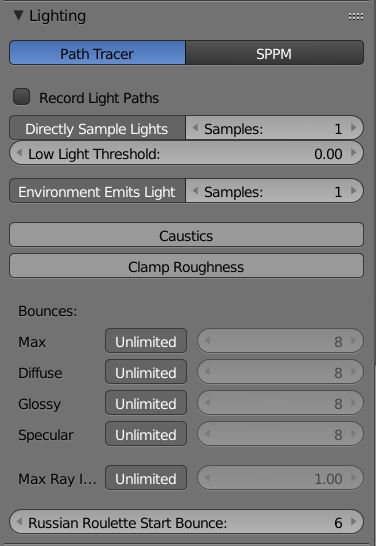 Lighting
Path Tracer SPPM
Record Light Paths
Directly Sample Lights Samples: 1
Low Light Threshold: 0.00
Environment Emits Light Samples: 1
Caustics
Clamp Roughness
Bounces:
Max Unlimited 8
Diffuse Unlimited 8
Glossy Unlimited 8
Specular Unlimited 8
Max Ray I... Unlimited 1.00
Russian Roulette Start Bounce: 6